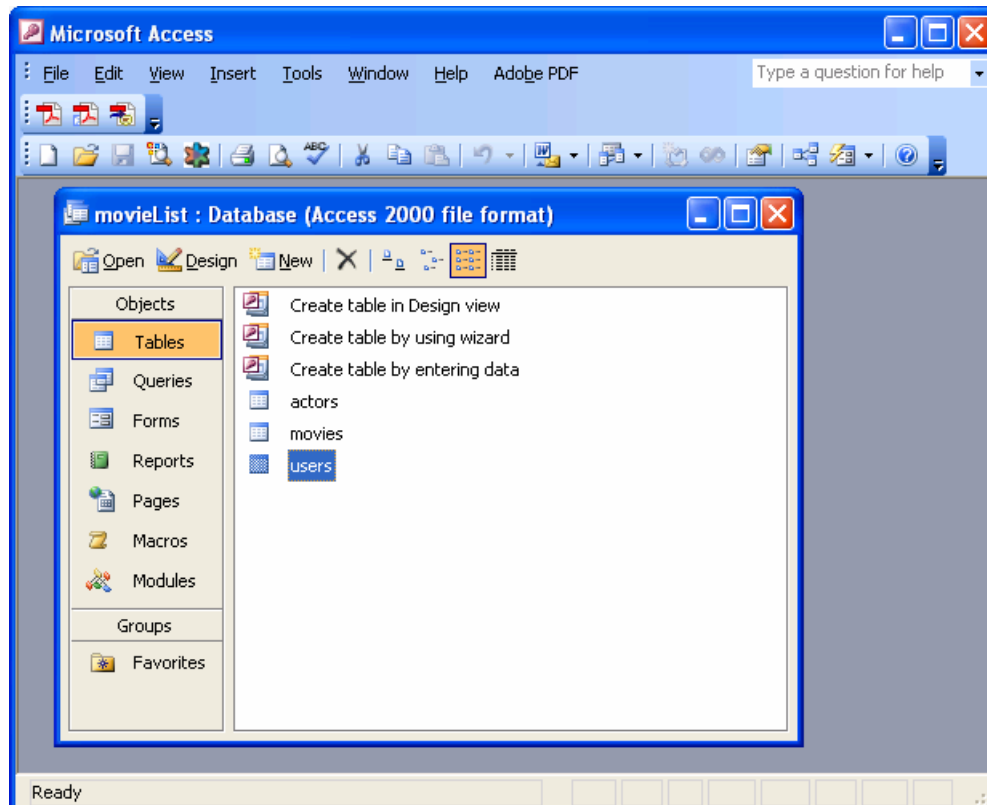 Microsoft Access
File Edit View Insert Tools Window Help Adobe PDF Type a question for help
movieList : Database (Access 2000 file format)
Open Design New
Objects
Tables
Queries
Forms
Reports
Pages
Macros
Modules
Groups
Favorites
Create table in Design view
Create table by using wizard
Create table by entering data
actors
movies
users
Ready